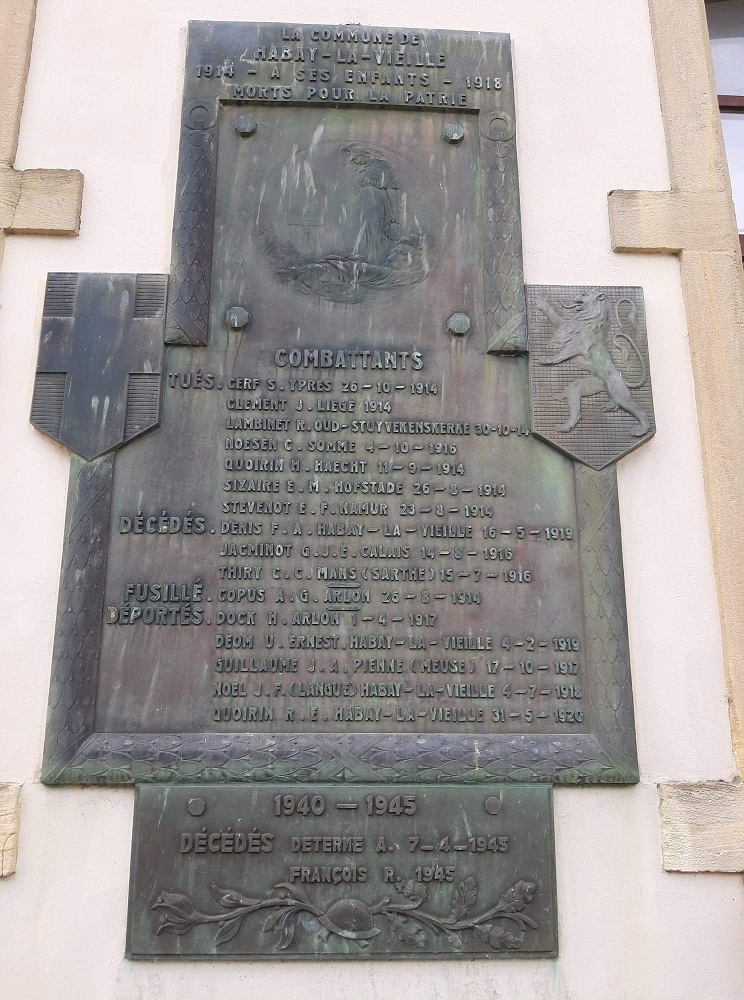 LA COMMUNE DE
HABAY-LA-VIEILLE
1914 - A SES ENFANTS - 1918
MORTS POUR LA PATRIE
COMBATTANTS
TUÉS. CERF S. YPRES 26-10-1914
CLEMENT J. LIEGE 1914
LAMBINET R. OUD-STUYVEKENSKERKE 30-10-14
NOESEN C. SOMME 4-10-1916
QUOIRIN H. HAECHT 11-9-1914
SIZAIRE E.M. HOFSTADE 26-8-1914
STEVENOT E.F. NAMUR 23-8-1914
DÉCÉDÉS. DENIS F.A. HABAY-LA-VIEILLE 16-5-1919
JACMINOT G.J.E. CALAIS 14-8-1916
THIRY C.C.J MANS (SARTHE) 15-7-1916
FUSILLÉ. COPUS A.G. ARLON 26-8-1914
DÉPORTÉS. DOCK H. ARLON 1-4-1917
DEOM U. ERNEST. HABAY-LA-VIEILLE 4-2-1919
GUILLAUME J.A. PIENNE (MEUSE) 17-10-1917
NOEL J.F. (LANGUE) HABAY-LA-VIEILLE 4-7-1918
QUOIRIN R.E. HABAY-LA-VIEILLE 31-5-1920
1940 - 1945
DÉCÉDÉS DETERME A. 7-4-1945
FRANÇOIS R. 1945